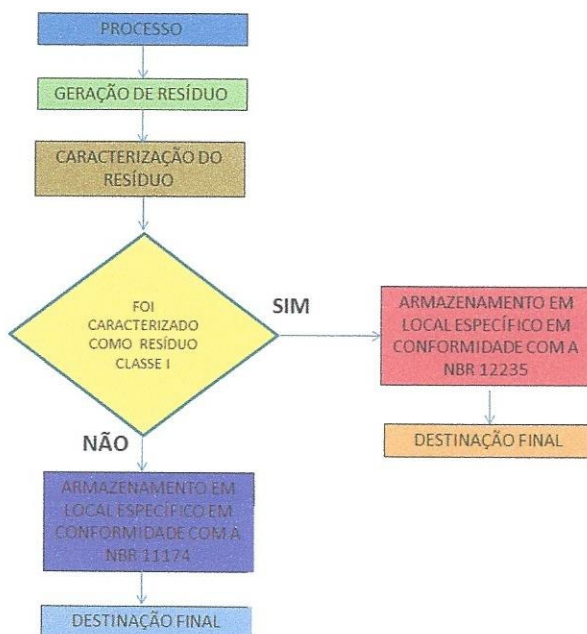 PROCESSO
GERAÇÃO DE RESÍDUO
CARACTERIZAÇÃO DO
RESÍDUO
FOI
CARACTERIZADO
COMO RESÍDUO
CLASSE I
SIM
ARMAZENAMENTO EM
LOCAL ESPECÍFICO EM
CONFORMIDADE COM A
NBR 12235
DESTINAÇÃO FINAL
NÃO
ARMAZENAMENTO EM
LOCAL ESPECÍFICO EM
CONFORMIDADE COM A
NBR 11174
DESTINAÇÃO FINAL